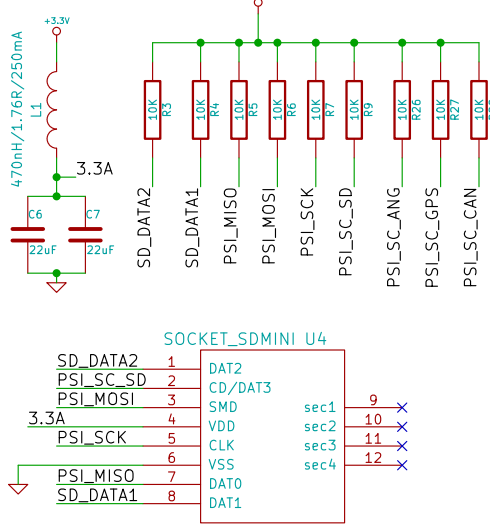 +3.3V
470nH/1.76R/250mA
L1
3.3A
C6
22uF
C7
22uF
10K
R3
10K
R4
10K
R5
10K
R6
10K
R7
10K
R9
10K
R26
10K
R27
10K
SD_DATA2
SD_DATA1
PSI_MISO
PSI_MOSI
PSI_SCK
PSI_SC_SD
PSI_SC_ANG
PSI_SC_GPS
PSI_SC_CAN
SOCKET_SDMINI U4
SD_DATA2 1 DAT2
PSI_SC_SD 2 CD/DAT3
PSI_MOSI 3 SMD sec1 9
3.3A 4 VDD sec2 10
PSI_SCK 5 CLK sec3 11
6 VSS sec4 12
PSI_MISO 7 DAT0
SD_DATA1 8 DAT1